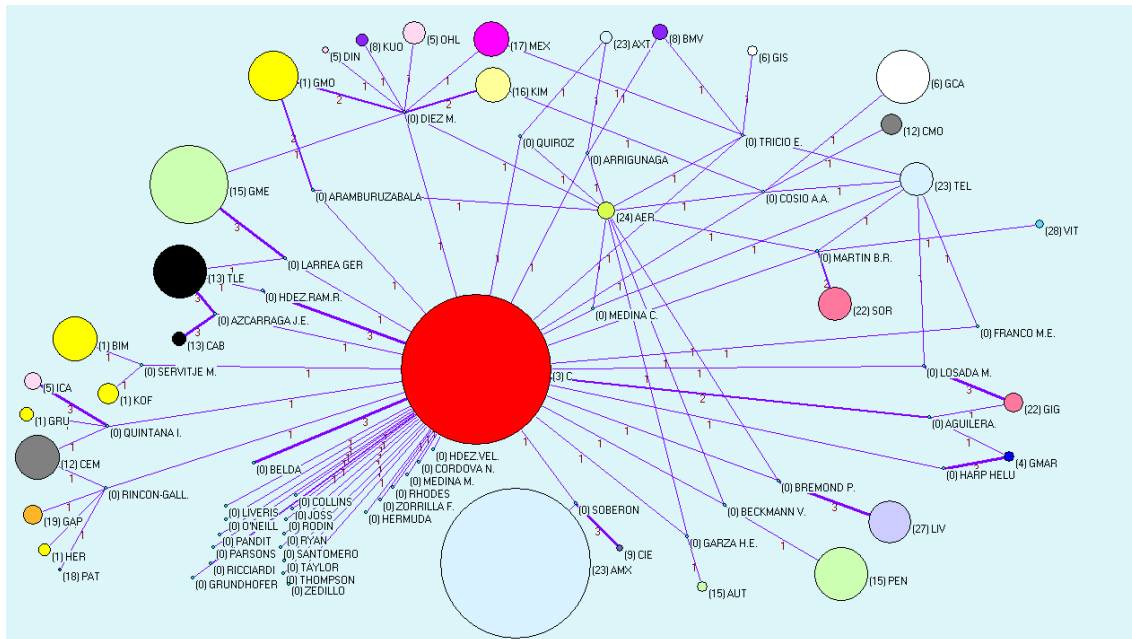 (5) DIN
(8) KUO
(5) OHL
(17) MEX
(23) AXT
(8) BMV
(6) GIS
(6) GCA
(1) GMO
(16) KIM
(12) CMO
(0) DIEZ M.
(0) QUIROZ
(0) TRICIO E.
(0) ARRIGUNAGA
(15) GME
(0) ARAMBURUZABALA
(0) COSIO A.A.
(23) TEL
(24) AER
(28) VIT
(0) MARTIN B.R.
(0) LARREA GER
(13) TLE
(0) HDEZ.RAM.R.
(22) SOR
(0) MEDINA C.
(0) AZCARRAGA J.E.
(13) CAB
(0) FRANCO M.E.
(1) BIM
(0) SERVITJE M.
(3) C
(0) LOSADA M.
(5) ICA
(1) KOF
(22) GIG
(1) GRU
(0) QUINTANA I.
(0) AGUILERA.
(12) CEM
(0) HDEZ.VEL.
(4) GMAR
(0) BELDA
(0) CORDOVA N.
(0) HARP HELU
(0) RINCON-GALL.
(0) MEDINA M.
(0) BREMOND P.
(0) RHODES
(0) COLLINS
(0) ZORRILLA F.
(0) LIVERIS
(0) JOSS
(0) HERMUDA
(0) SOBERON
(0) BECKMANN V.
(19) GAP
(0) O'NEILL
(0) RODIN
(27) LIV
(0) PANDIT
(0) RYAN
(0) GARZA H.E.
(1) HER
(0) PARSONS
(0) SANTOMERO
(9) CIE
(0) RICCIARDI
(0) TAYLOR
(23) AMX
(18) PAT
(0) GRUNDHOFER
(0) THOMPSON
(15) PEN
(0) ZEDILLO
(15) AUT